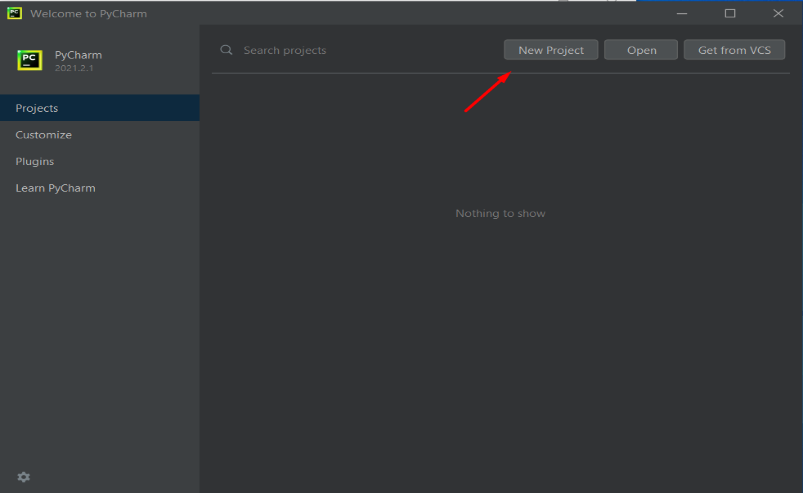 PC Welcome to PyCharm
PC
PyCharm
2021.2.1
Search projects
New Project
Open
Get from VCS
Projects
Customize
Plugins
Learn PyCharm
Nothing to show